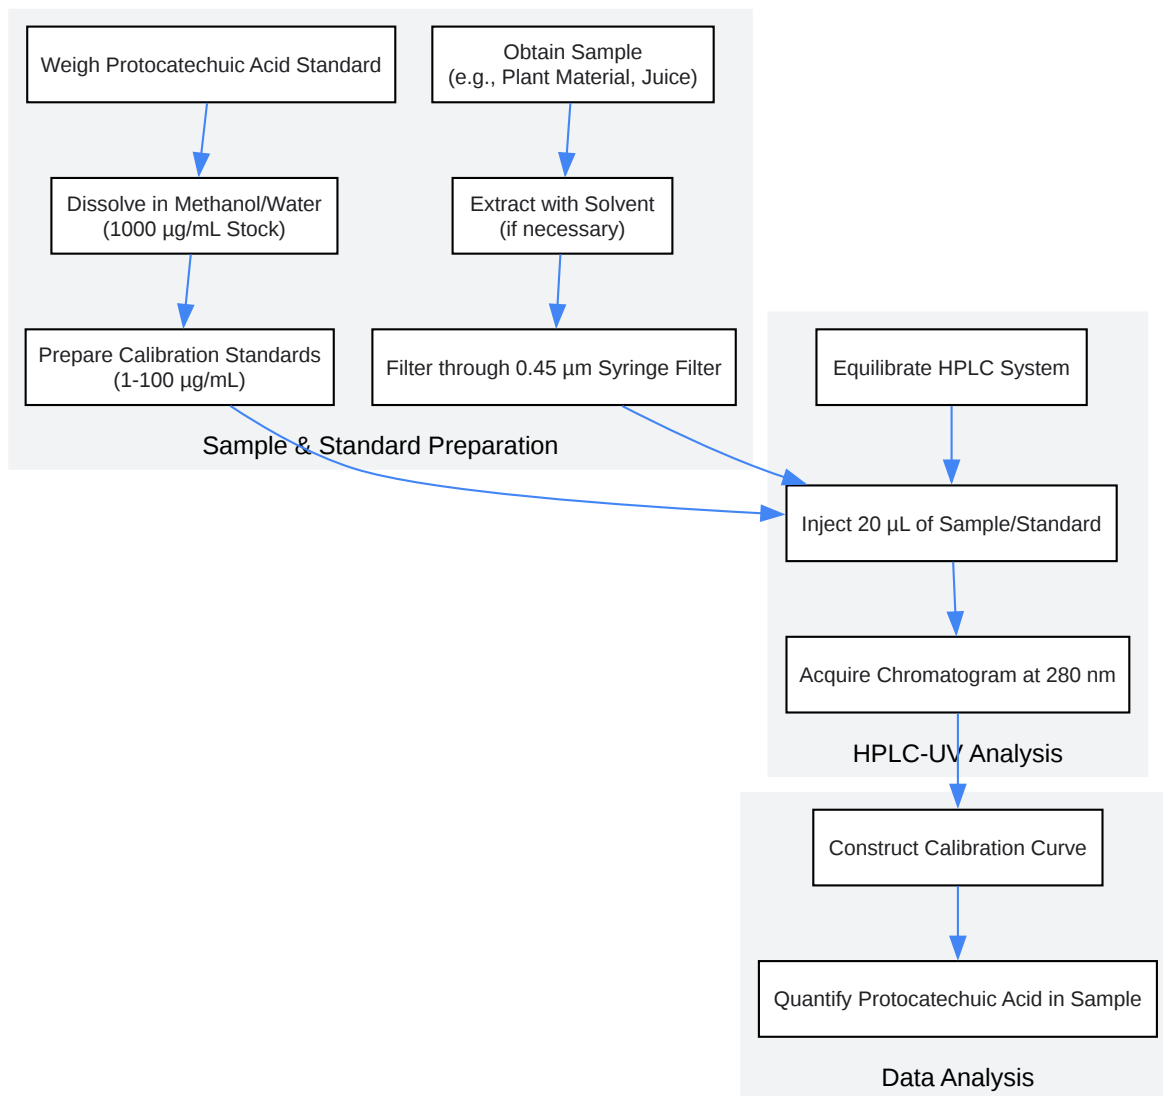 Weigh Protocatechuic Acid Standard
Obtain Sample
(e.g., Plant Material, Juice)
Dissolve in Methanol/Water
(1000 µg/mL Stock)
Extract with Solvent
(if necessary)
Prepare Calibration Standards
(1-100 µg/mL)
Filter through 0.45 µm Syringe Filter
Sample & Standard Preparation
Equilibrate HPLC System
Inject 20 µL of Sample/Standard
Acquire Chromatogram at 280 nm
HPLC-UV Analysis
Construct Calibration Curve
Quantify Protocatechuic Acid in Sample
Data Analysis